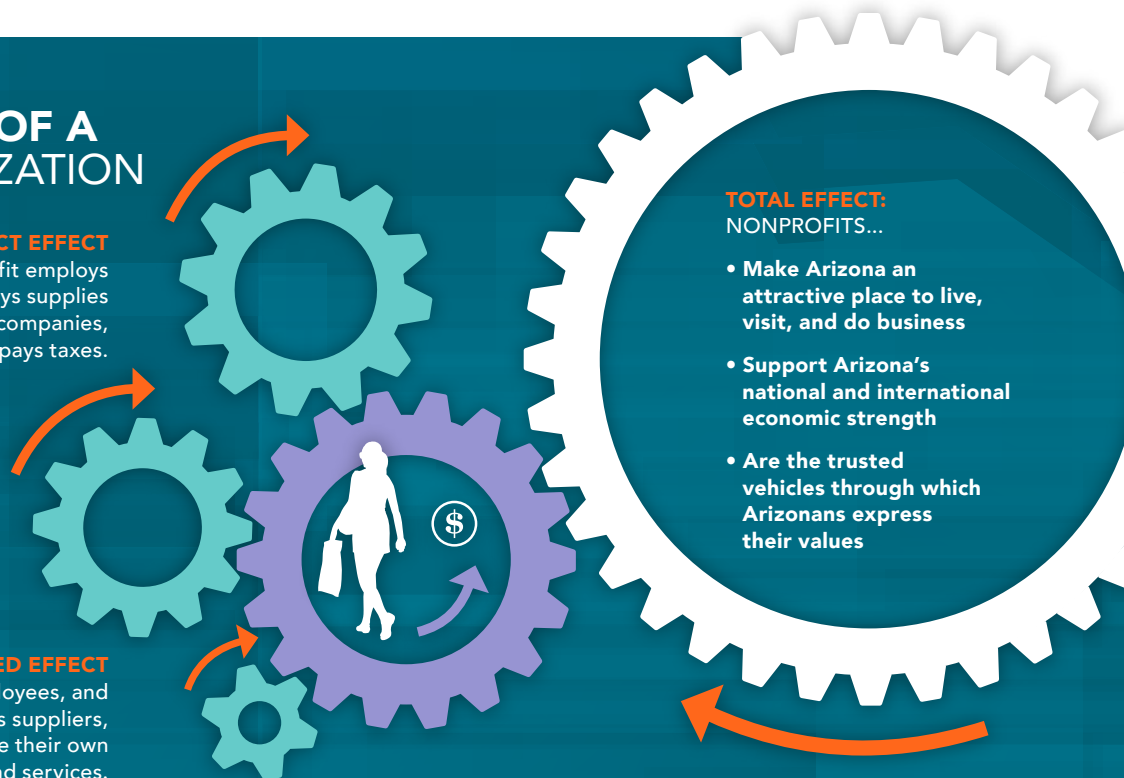 OF A
ZATION
CT EFFECT
fit employs
ys supplies
companies,
pays taxes.
TOTAL EFFECT:
NONPROFITS...
• Make Arizona an
attractive place to live,
visit, and do business
• Support Arizona’s
national and international
economic strength
• Are the trusted
vehicles through which
Arizonans express
their values
$
ED EFFECT
loyees, and
s suppliers,
e their own
nd services.